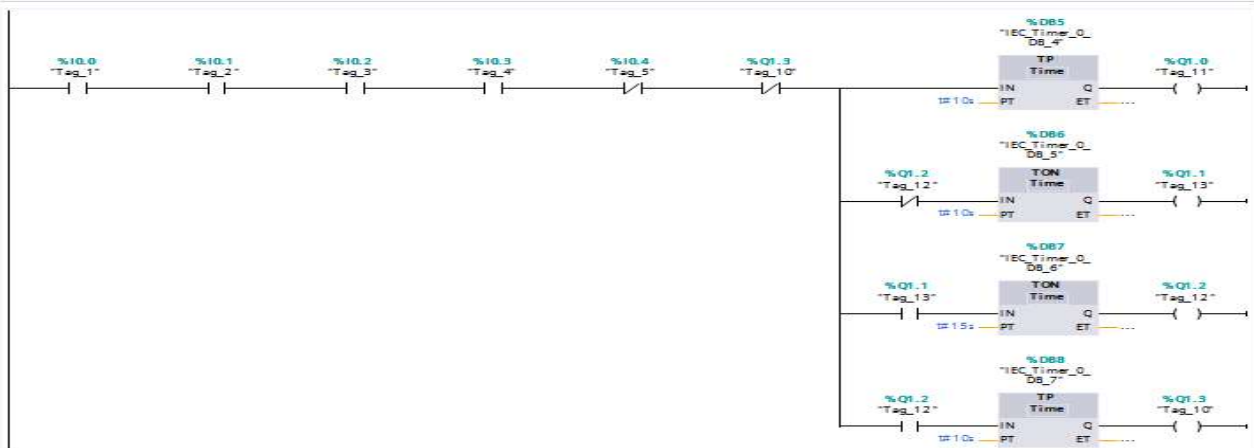 %I0.0
"Tag_1"
%I0.1
"Tag_2"
%I0.2
"Tag_3"
%I0.3
"Tag_4"
%I0.4
"Tag_5"
%Q1.3
"Tag_10"
%DB5
"IEC_Timer_0_
DB_4"
TP
Time
IN Q
t#10s PT ET ...
%Q1.0
"Tag_11"
%DB6
"IEC_Timer_0_
DB_5"
%Q1.2
"Tag_12"
TON
Time
IN Q
t#10s PT ET ...
%Q1.1
"Tag_13"
%DB7
"IEC_Timer_0_
DB_6"
%Q1.1
"Tag_13"
TON
Time
IN Q
t#15s PT ET ...
%Q1.2
"Tag_12"
%DB8
"IEC_Timer_0_
DB_7"
%Q1.2
"Tag_12"
TP
Time
IN Q
t#10s PT ET ...
%Q1.3
"Tag_10"